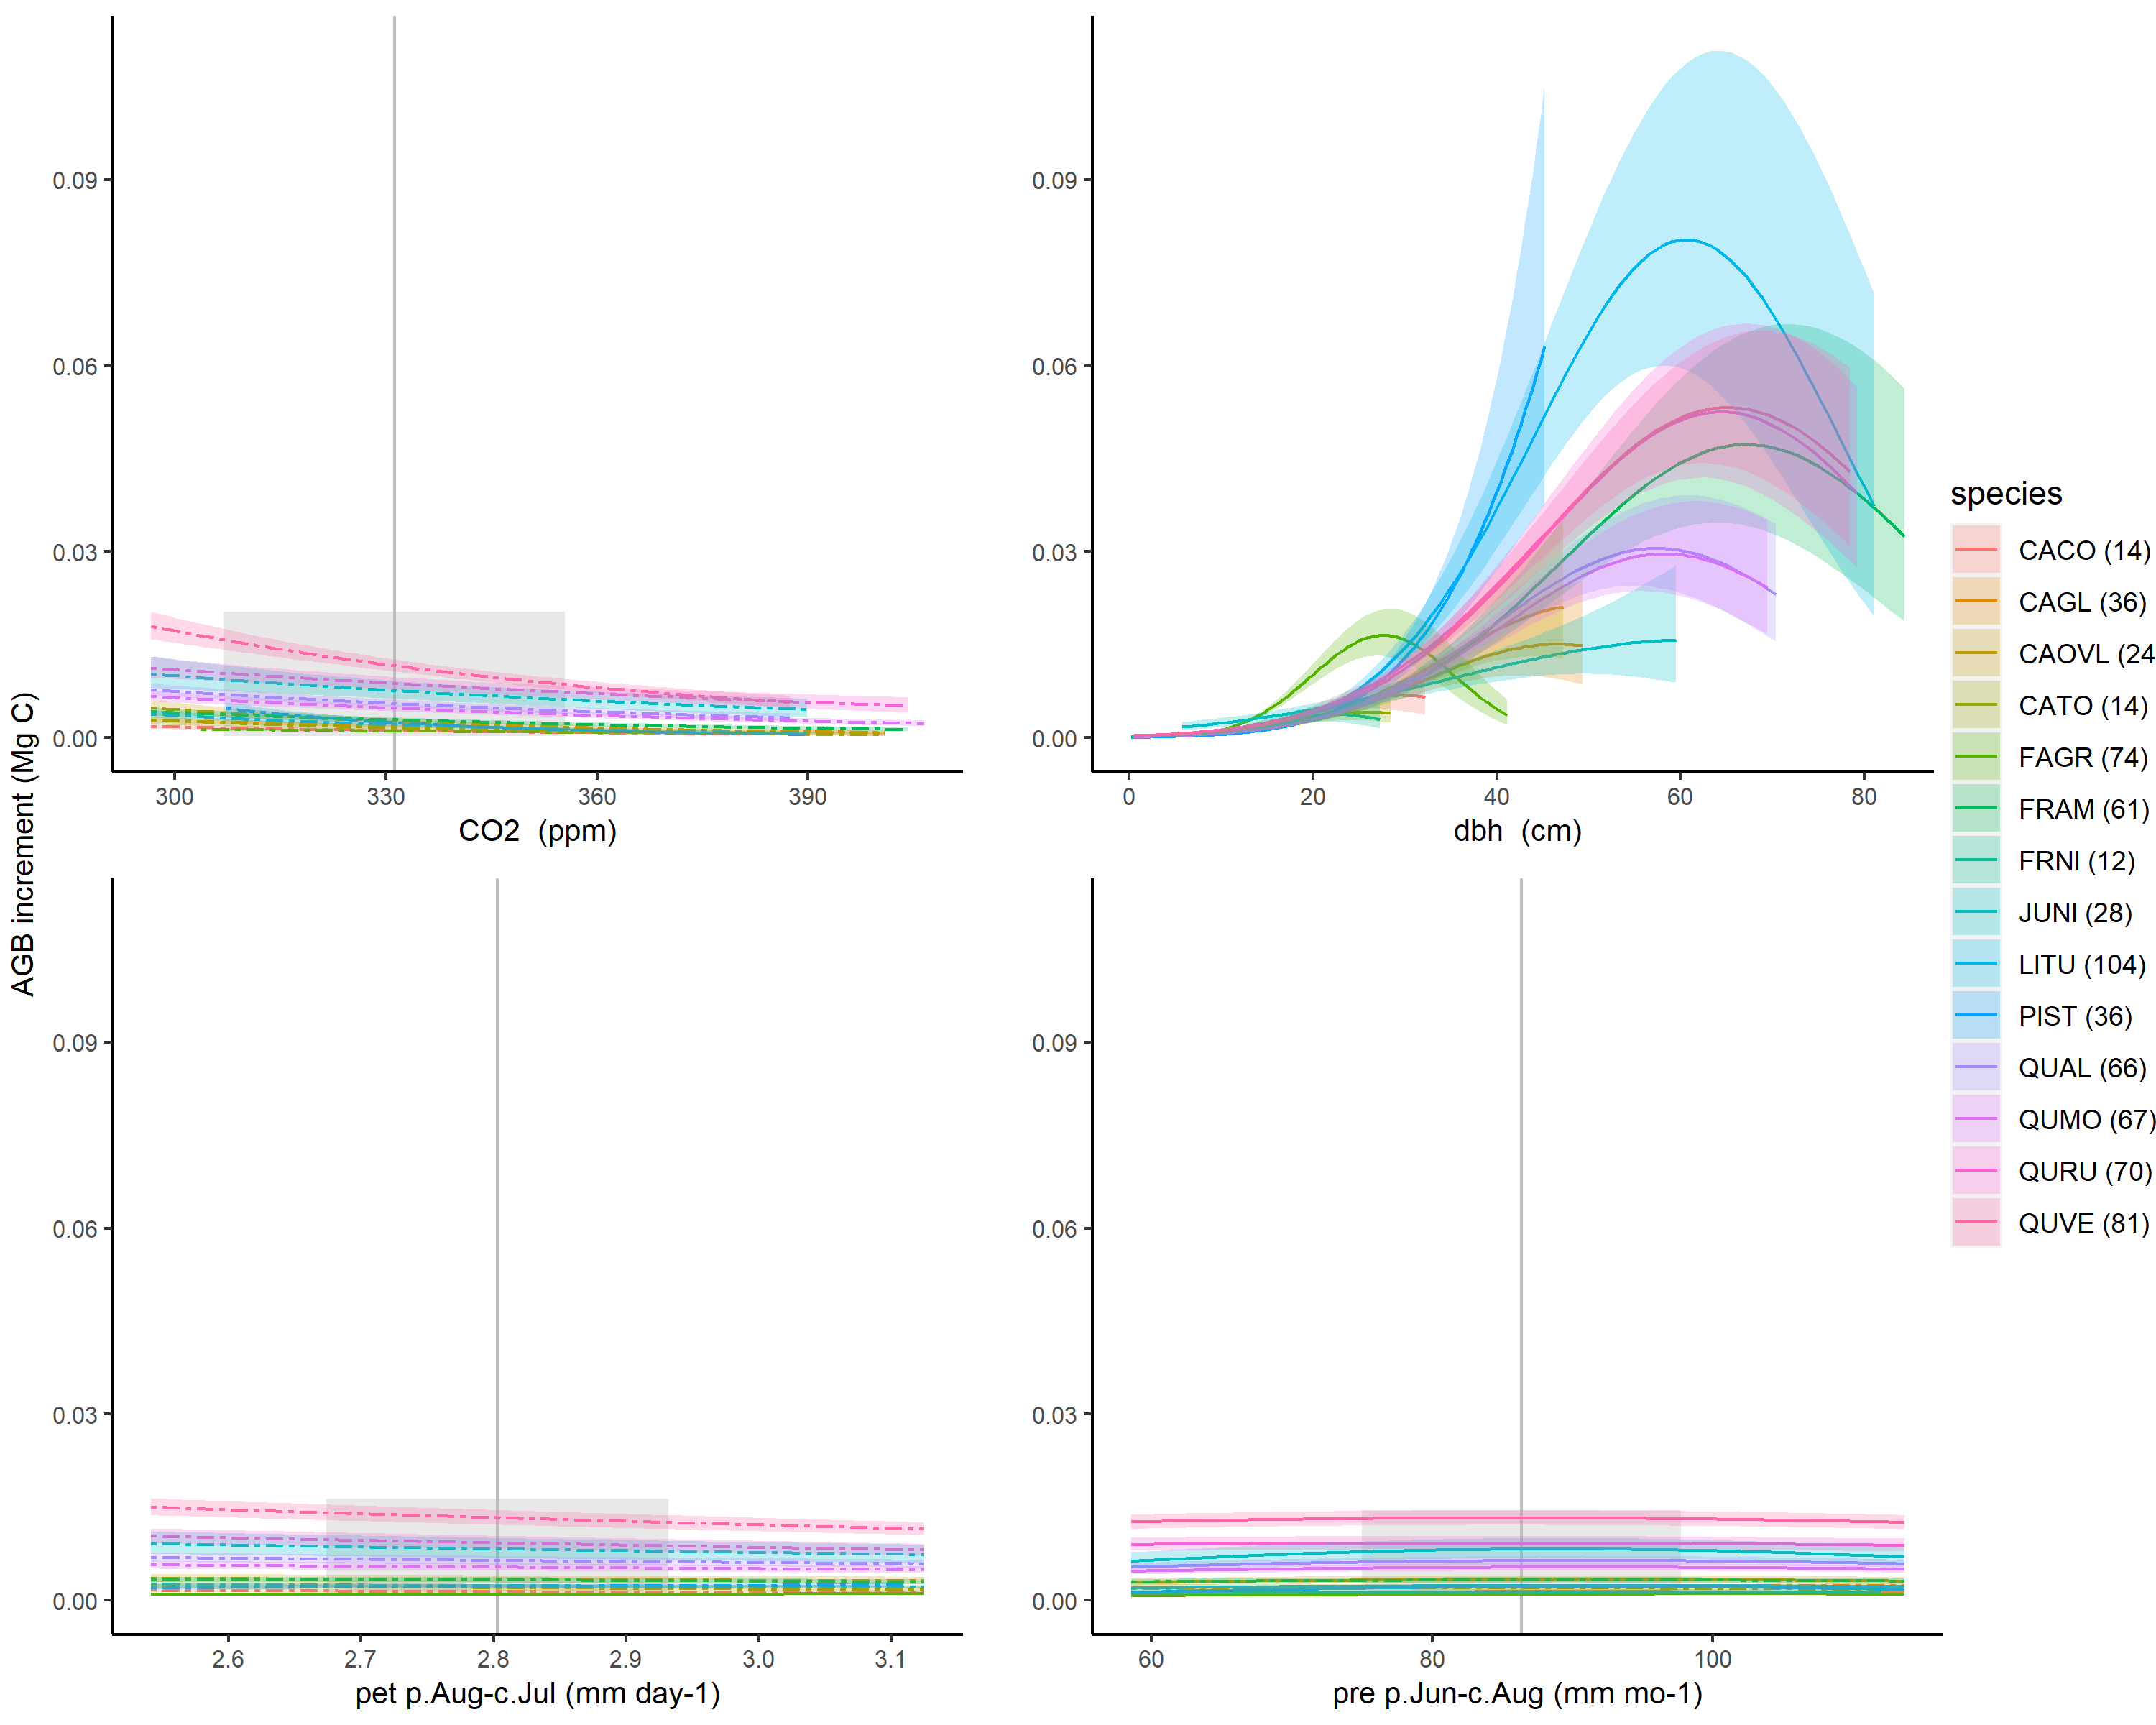 AGB increment (Mg C)
0.09
0.06
0.03
0.00
300 330 360 390
CO2 (ppm)
0.09
0.06
0.03
0.00
0 20 40 60 80
dbh (cm)
0.09
0.06
0.03
0.00
2.6 2.7 2.8 2.9 3.0 3.1
pet p.Aug-c.Jul (mm day-1)
0.09
0.06
0.03
0.00
60 80 100
pre p.Jun-c.Aug (mm mo-1)
species
CACO (14)
CAGL (36)
CAOVL (24
CATO (14)
FAGR (74)
FRAM (61)
FRNI (12)
JUNI (28)
LITU (104)
PIST (36)
QUAL (66)
QUMO (67)
QURU (70)
QUVE (81)